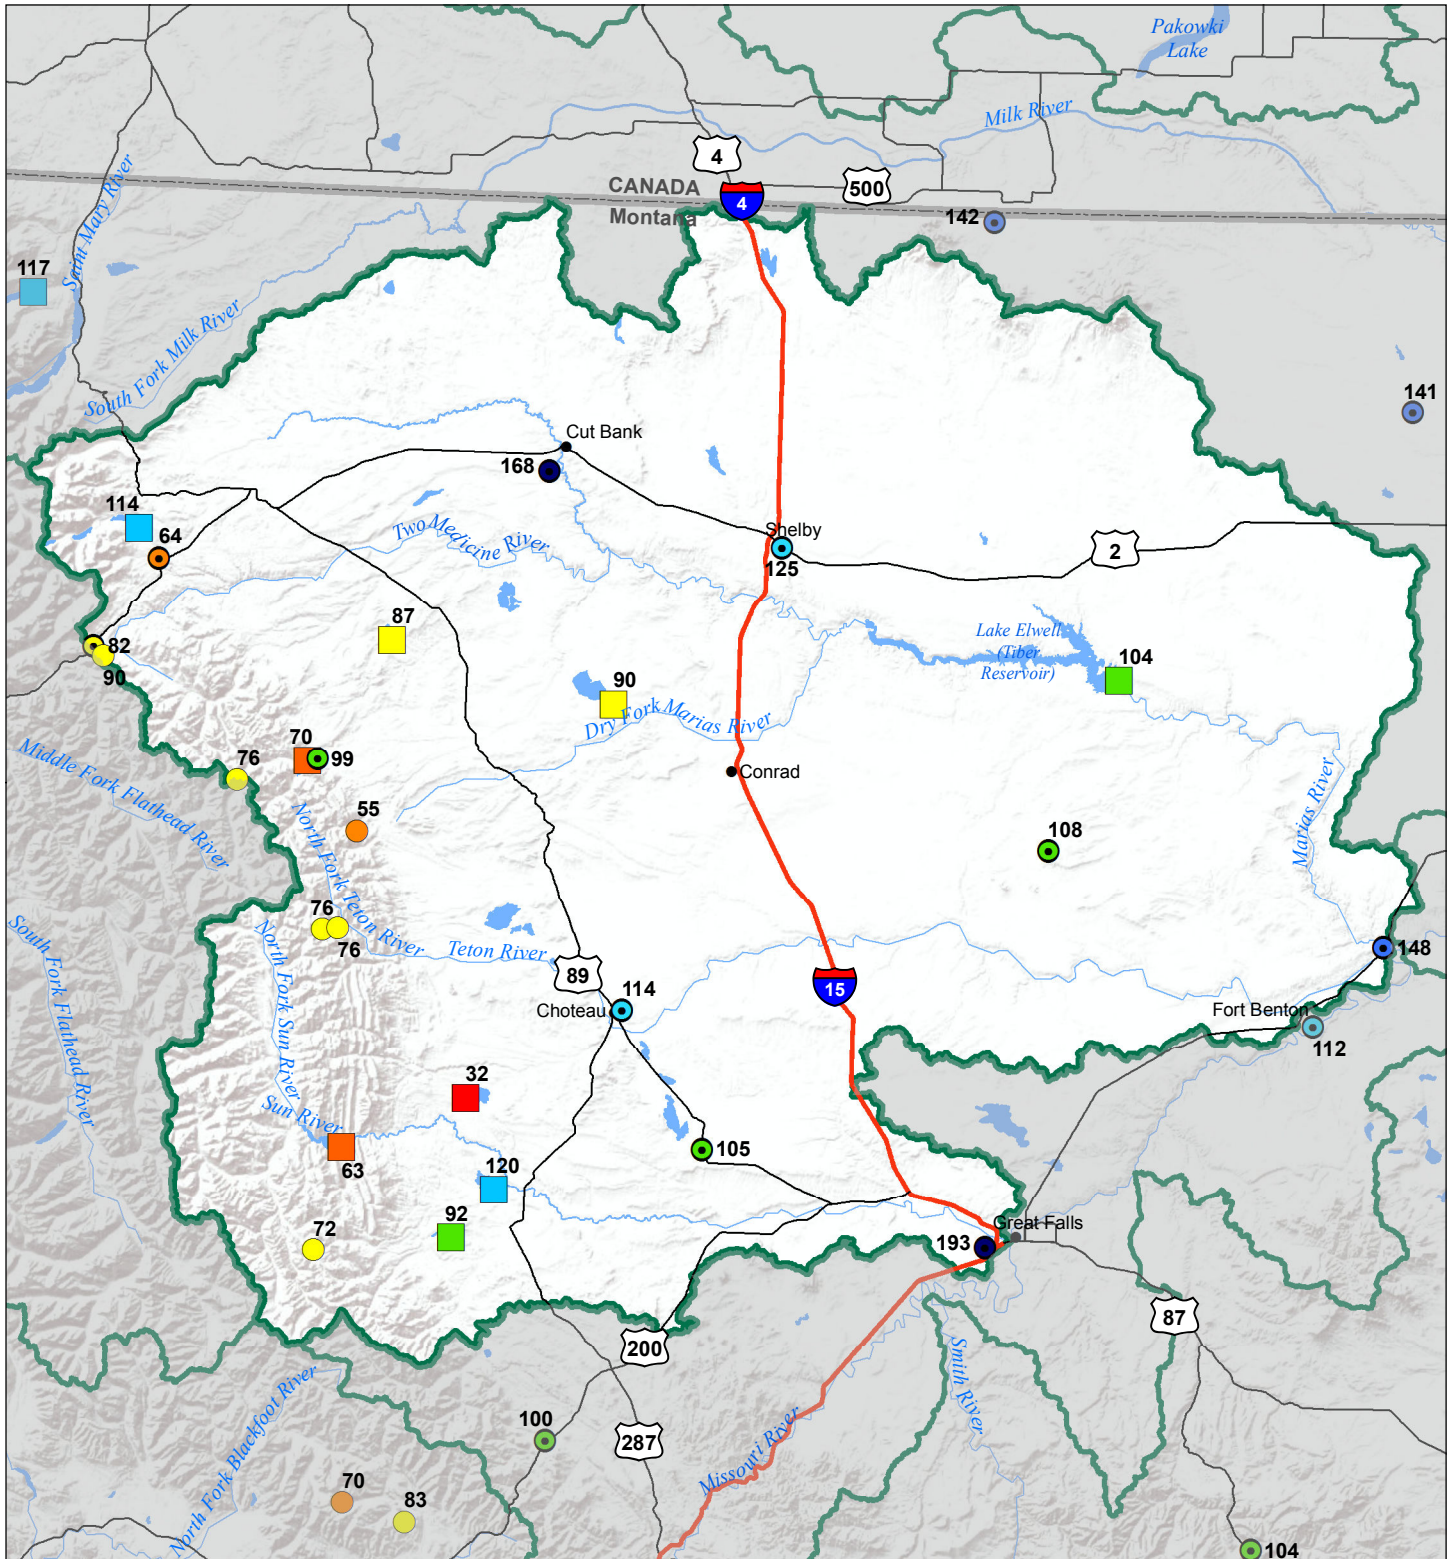 Pakowki
Lake
Milk River
4
CANADA
500
4
Montana
142
Saint Mary River
117
South Fork Milk River
141
Cut Bank
168
114
64
Two Medicine River
Shelby
125
2
87
82
90
Lake Elwell
(Tiber
Reservoir)
104
90
Dry Fork Marias River
Middle Fork Flathead River
76
70
99
Conrad
55
108
Marias River
North Fork Teton River
76
76
South Fork Flathead River
North Fork Sun River
Teton River
89
148
15
114
Choteau
Fort Benton
112
32
Sun River
63
105
120
92
72
193
Great Falls
200
87
Smith River
North Fork Blackfoot River
100
287
Missouri River
70
83
104